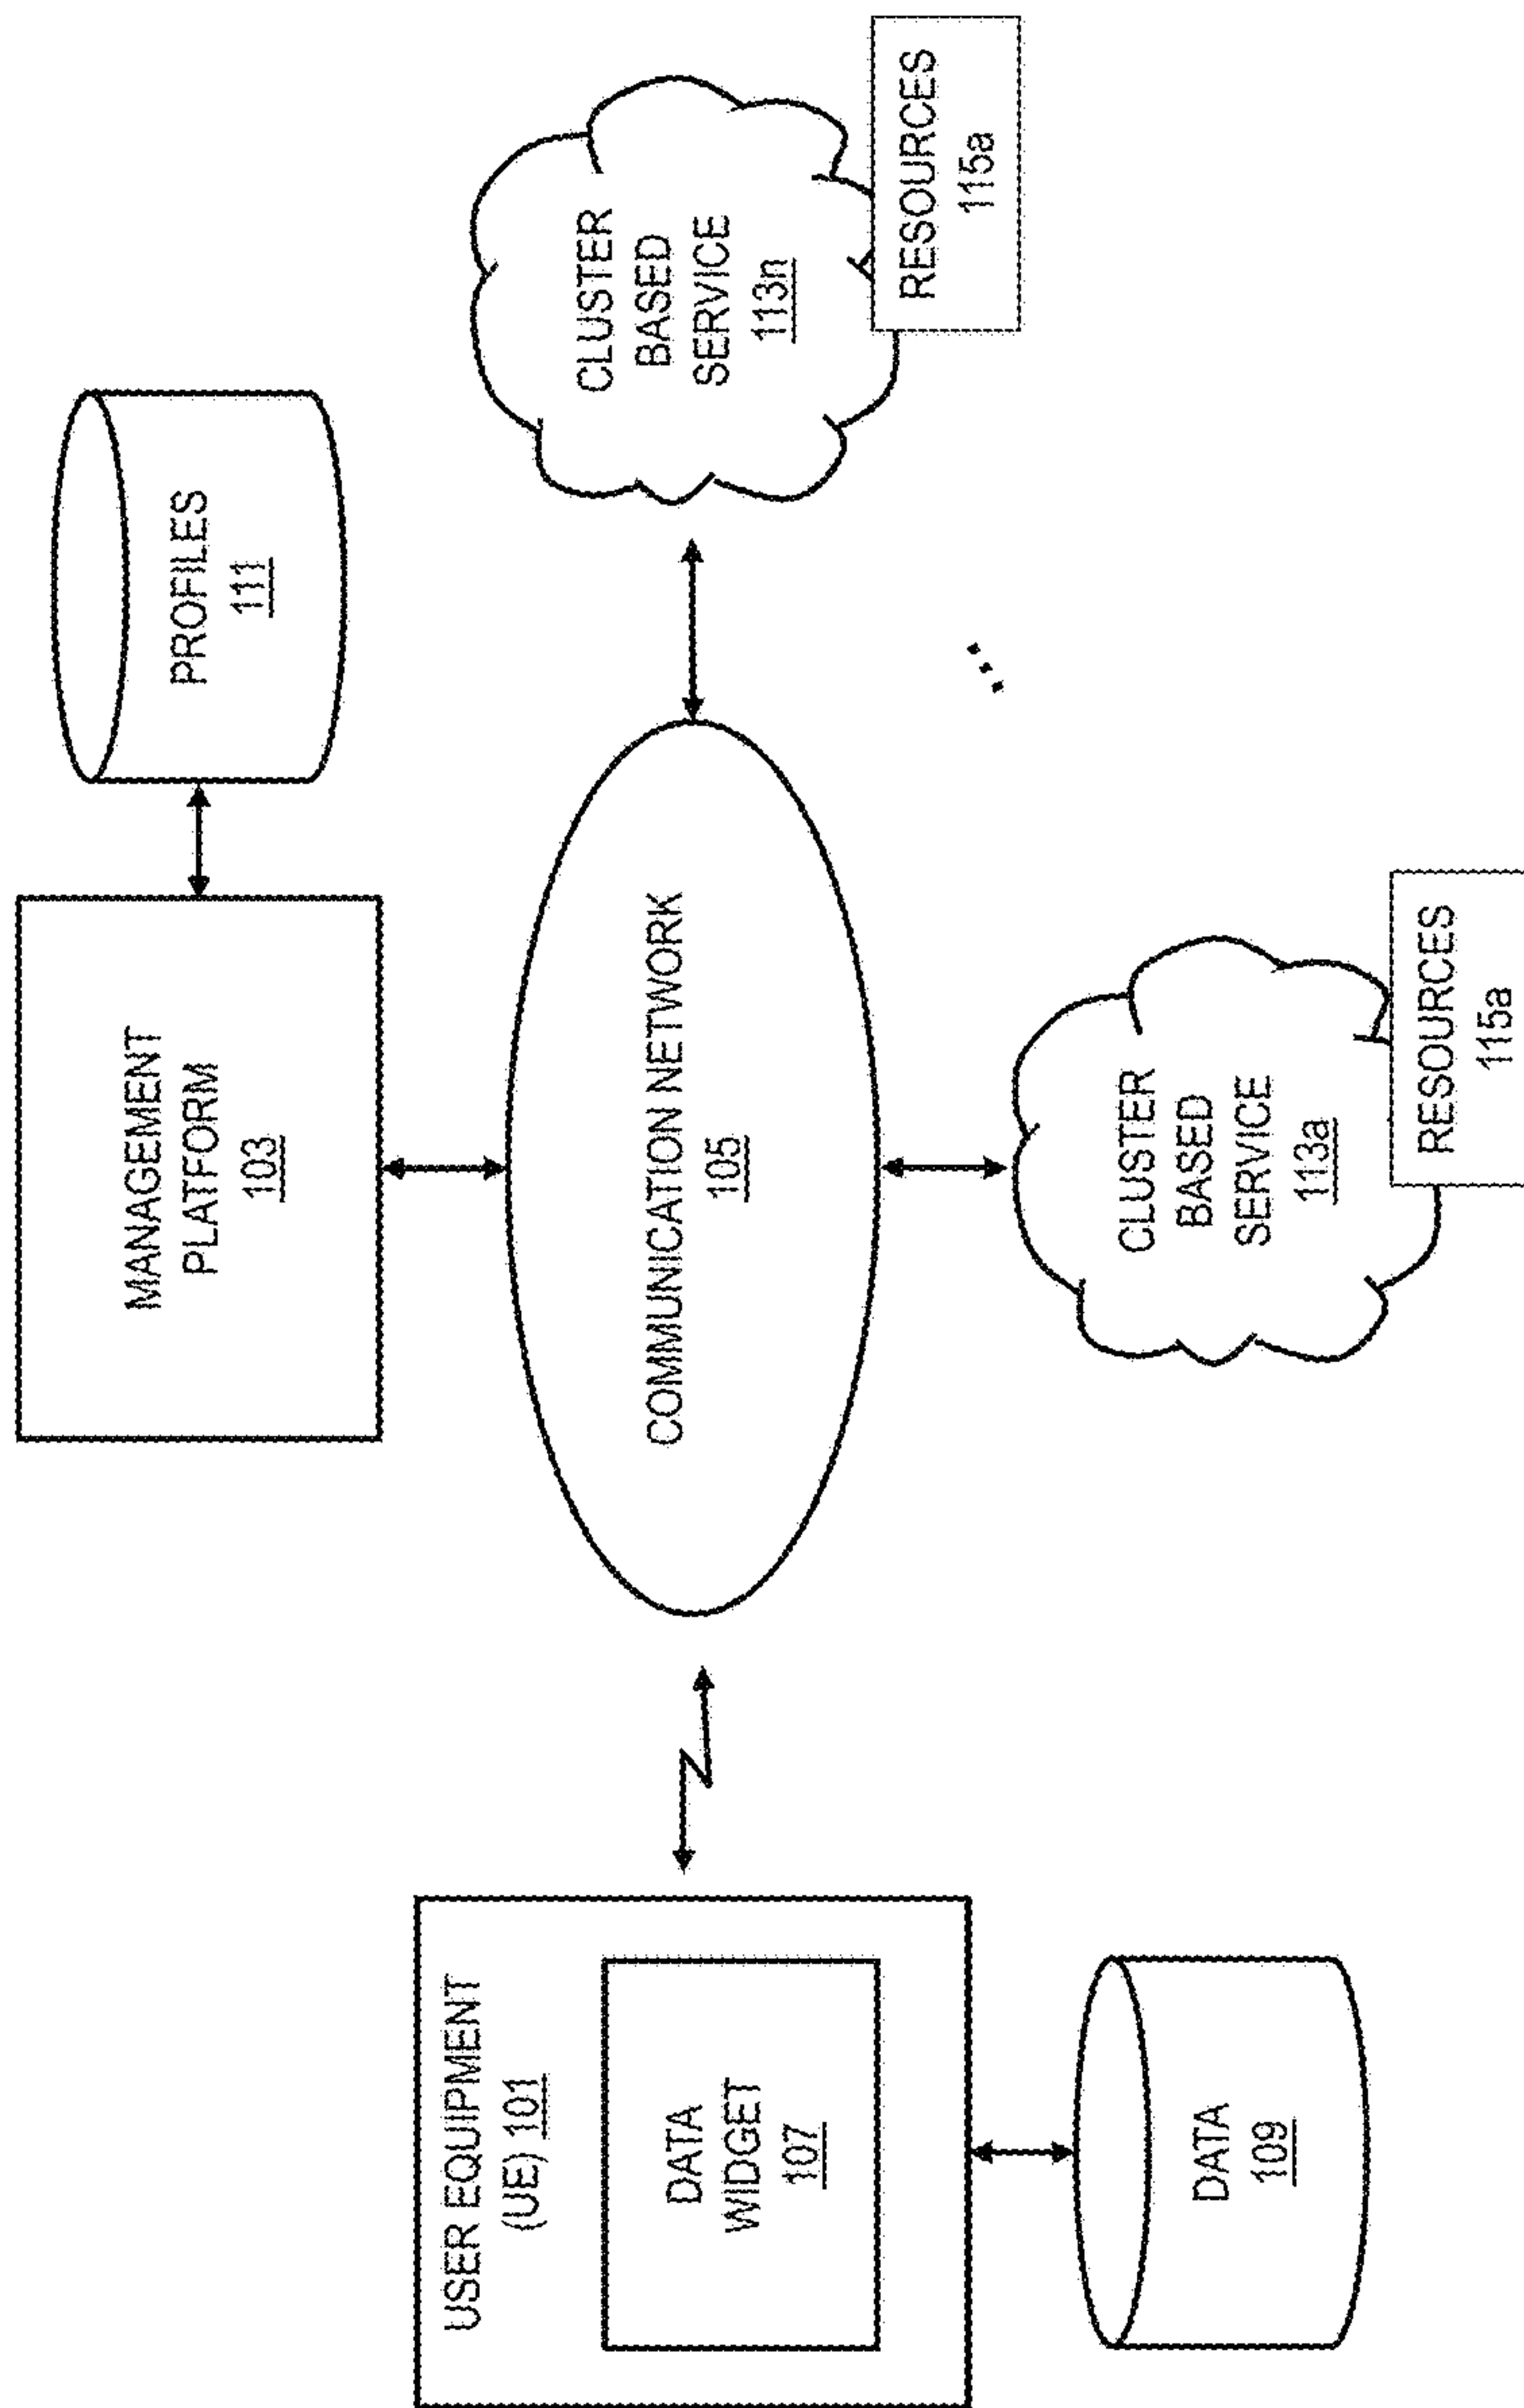 MANAGEMENT
PLATFORM
103
PROFILES
111
USER EQUIPMENT
(UE) 101
DATA
WIDGET
107
COMMUNICATION NETWORK
105
CLUSTER
BASED
SERVICE
113n
RESOURCES
115a
DATA
109
CLUSTER
BASED
SERVICE
113a
RESOURCES
115a